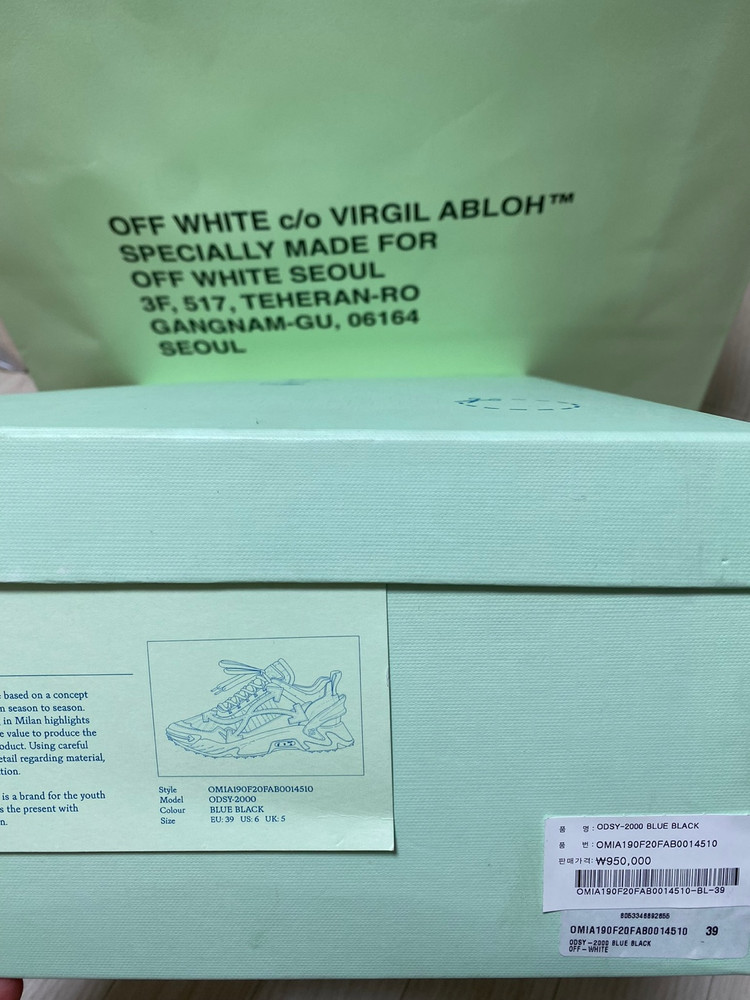 OFF WHITE c/o VIRGIL ABLOH™
SPECIALLY MADE FOR
OFF WHITE SEOUL
3F, 517, TEHERAN-RO
GANGNAM-GU, 06164
SEOUL
based on a concept
season to season.
in Milan highlights
value to produce the
Using careful
regarding material,
is a brand for the youth
the present with
Style OMIA190F20FAB0014510
Model ODSY-2000
Colour BLUE BLACK
Size EU: 39 US: 6 UK: 5
품 명 : ODSY-2000 BLUE BLACK
품 번 : OMIA190F20FAB0014510
판매가격: ₩950,000
OMIA190F20FAB0014510-BL-39
8053346892855
OMIA190F20FAB0014510 39
ODSY-2000 BLUE BLACK
OFF-WHITE